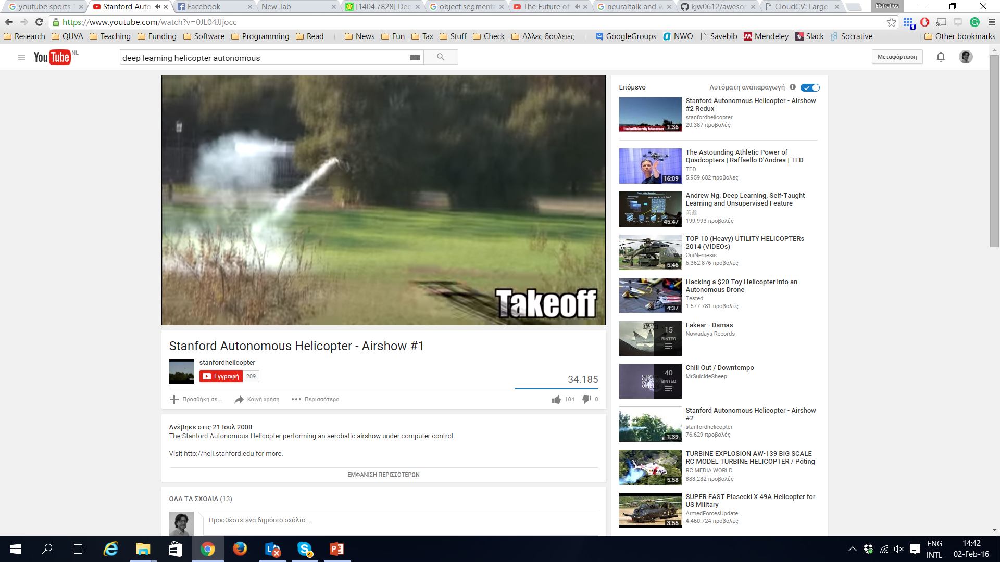 youtube sports
Stanford Auto
Facebook
New Tab
[1404.7828] Dee
object segmenta
The Future of
neuraltalk and w
kjw0612/awesor
CloudCV: Large
Efstratios
https://www.youtube.com/watch?v=0JL04JJjocc
1
Research
QUVA
Teaching
Funding
Software
Programming
Read
News
Fun
Tax
Stuff
Check
Αλλες δουλειες
GoogleGroups
NWO
Savebib
Mendeley
Slack
Socrative
Other bookmarks
YouTube NL
deep learning helicopter autonomous
Μεταφόρτωση
Takeoff
Stanford Autonomous Helicopter - Airshow #1
stanfordhelicopter
Εγγραφή 209
34.185
Προσθήκη σε...
Κοινή χρήση
Περισσότερα
104
0
Ανέβηκε στις 21 Ιουλ 2008
The Stanford Autonomous Helicopter performing an aerobatic airshow under computer control.
Visit http://heli.stanford.edu for more.
ΕΜΦΑΝΙΣΗ ΠΕΡΙΣΣΟΤΕΡΩΝ
ΟΛΑ ΤΑ ΣΧΟΛΙΑ (13)
Προσθέστε ένα δημόσιο σχόλιο...
Επόμενο
Αυτόματη αναπαραγωγή
1:36
Stanford Autonomous Helicopter - Airshow
#2 Redux
stanfordhelicopter
20.387 προβολές
16:09
The Astounding Athletic Power of
Quadcopters | Raffaello D'Andrea | TED
TED
5.959.682 προβολές
45:47
Andrew Ng: Deep Learning, Self-Taught
Learning and Unsupervised Feature
黃鑫
199.993 προβολές
5:46
TOP 10 (Heavy) UTILITY HELICOPTERs
2014 (VIDEOs)
OniNemesis
6.362.876 προβολές
4:37
Hacking a $20 Toy Helicopter into an
Autonomous Drone
Tested
1.577.781 προβολές
15
ΒΙΝΤΕΟ
Fakear - Damas
Nowadays Records
40
ΒΙΝΤΕΟ
Chill Out / Downtempo
MrSuicideSheep
1:39
Stanford Autonomous Helicopter - Airshow
#2
stanfordhelicopter
76.629 προβολές
5:58
TURBINE EXPLOSION AW-139 BIG SCALE
RC MODEL TURBINE HELICOPTER / Pöting
RC MEDIA WORLD
888.282 προβολές
3:55
SUPER FAST Piasecki X 49A Helicopter for
US Military
ArmedForcesUpdate
4.460.724 προβολές
4
ENG
INTL
14:42
02-Feb-16